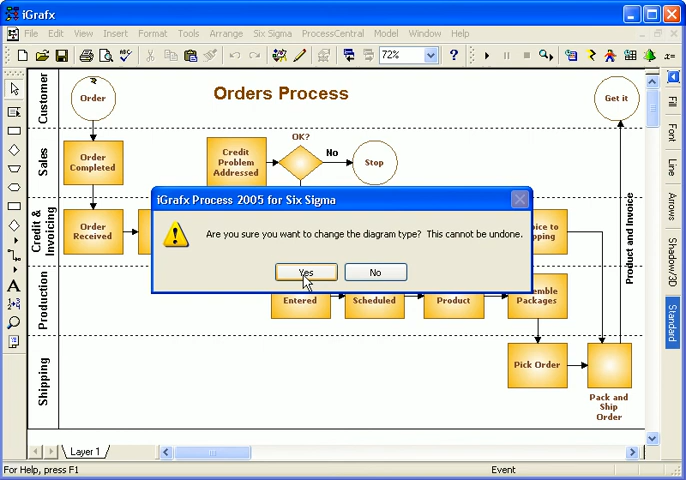 iGrafx
File Edit View Insert Format Tools Arrange Six Sigma ProcessCentral Model Window Help
72%
Orders Process
Customer
Order
Get it
Sales
Order Completed
Credit Problem Addressed
OK?
No
Stop
Credit & Invoicing
Order Received
Product and Invoice
iGrafx Process 2005 for Six Sigma
Are you sure you want to change the diagram type? This cannot be undone.
Yes No
Production
Entered
Scheduled
Product
Packages
Shipping
Pick Order
Pack and Ship Order
Fill
Font
Line
Arrows
Shadow/3D
Standard
Layer 1
For Help, press F1
Event